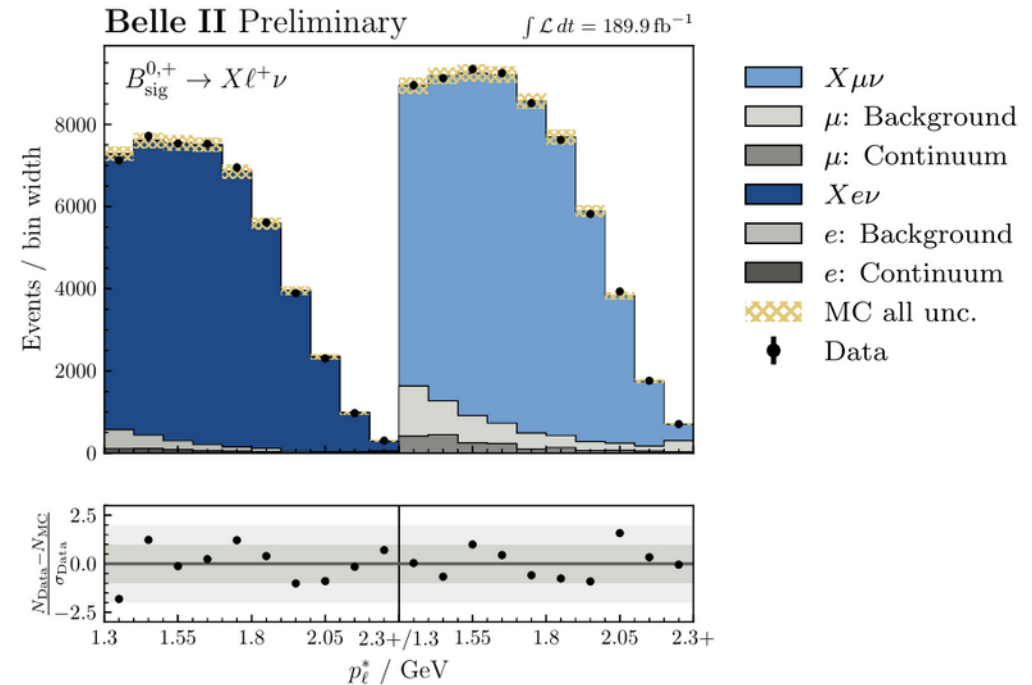 Belle II Preliminary
∫ ℒ dt = 189.9 fb⁻¹
B⁰,⁺sig → Xℓ⁺ν
Events / bin width
8000
6000
4000
2000
0
Xμν
μ: Background
μ: Continuum
Xeν
e: Background
e: Continuum
MC all unc.
Data
N_Data − N_MC
σ_Data
2.5
0.0
−2.5
1.3 1.55 1.8 2.05 2.3+/1.3 1.55 1.8 2.05 2.3+
p*ℓ / GeV